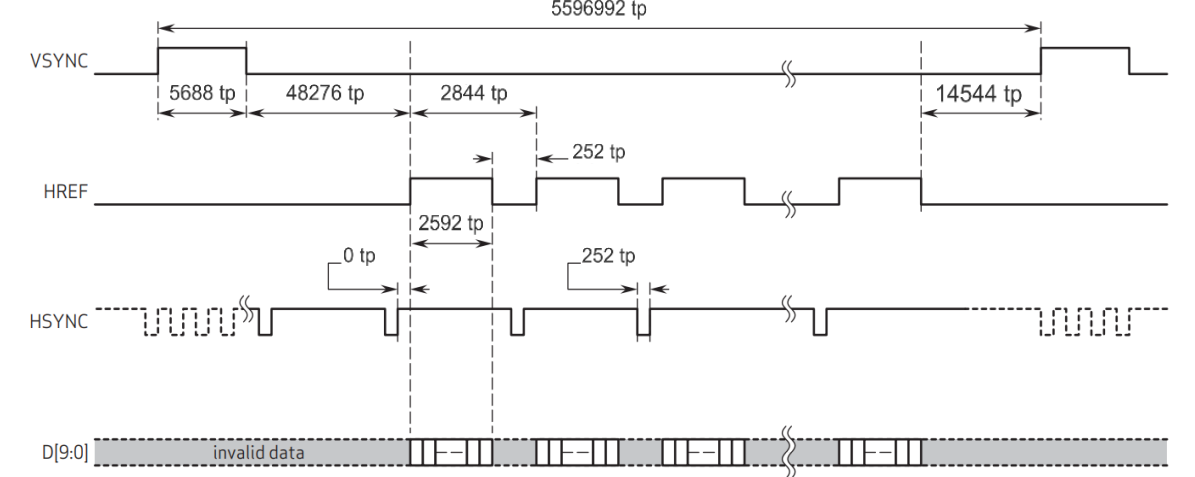 5596992 tp
VSYNC
5688 tp
48276 tp
2844 tp
14544 tp
252 tp
HREF
2592 tp
0 tp
252 tp
HSYNC
D[9:0]
invalid data